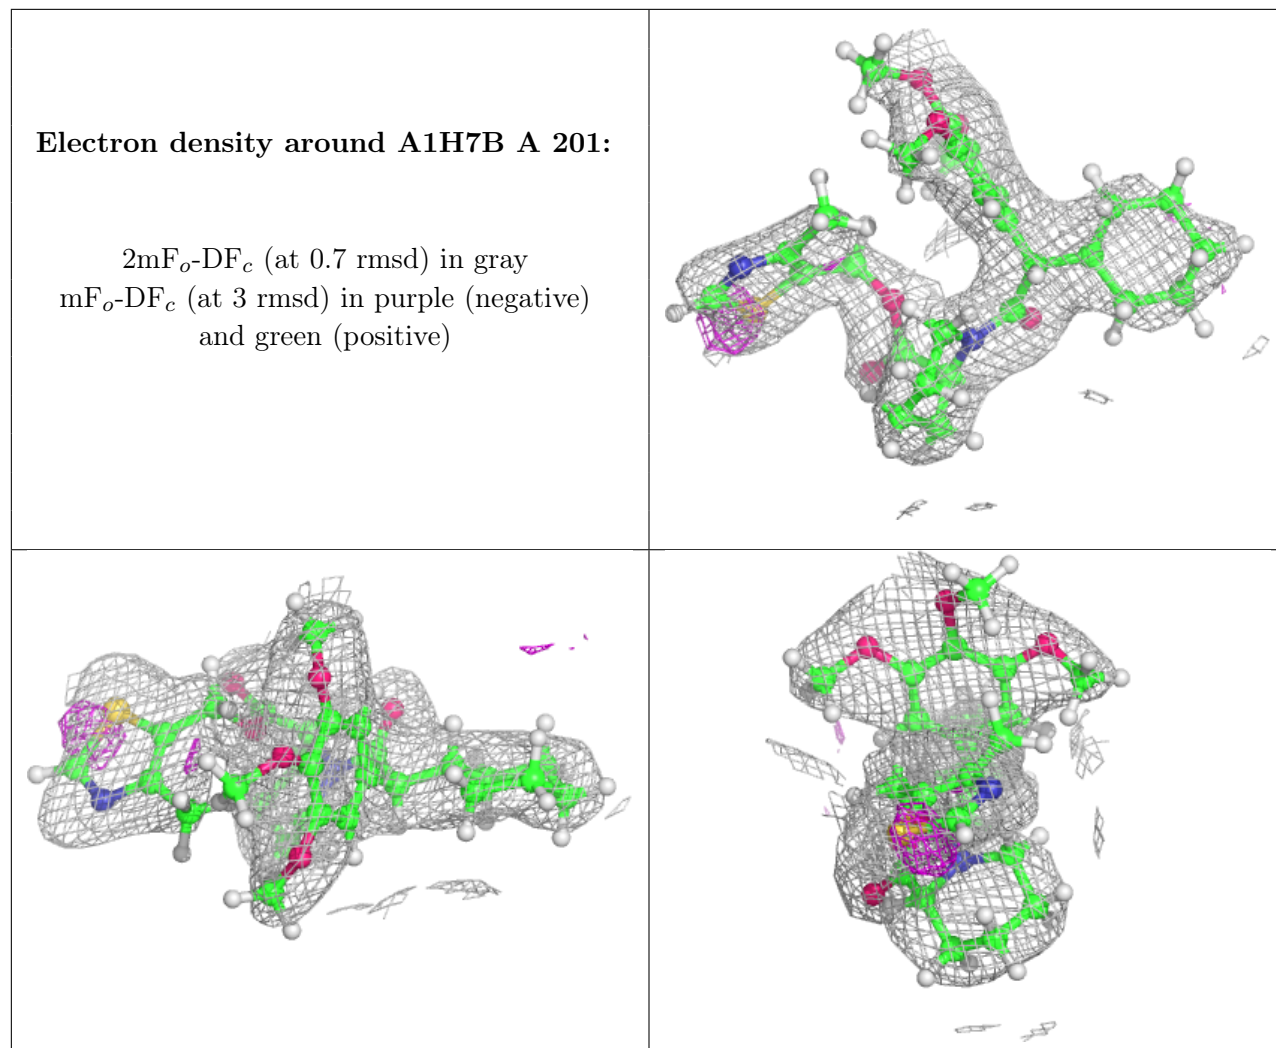 Electron density around A1H7B A 201:
2mFo-DFc (at 0.7 rmsd) in gray
mFo-DFc (at 3 rmsd) in purple (negative)
and green (positive)